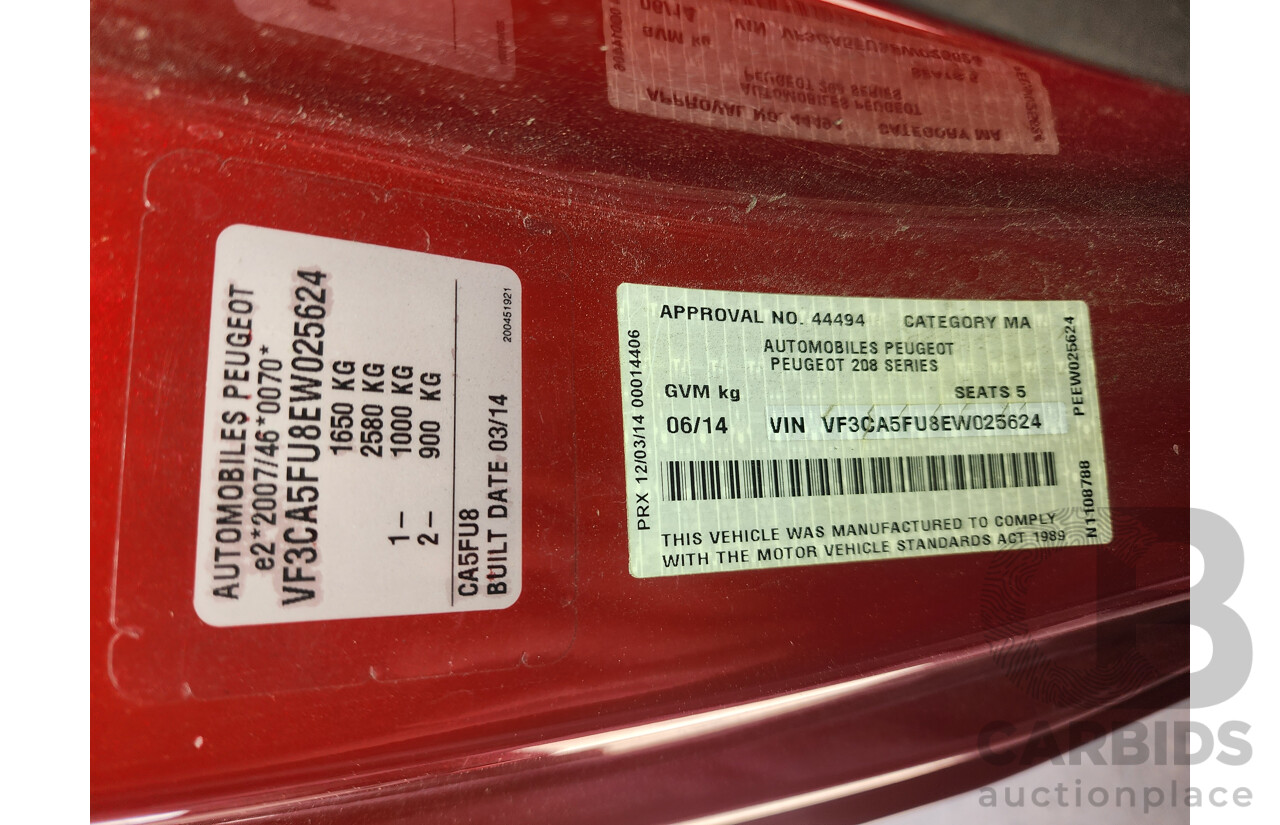 AUTOMOBILES PEUGEOT
e2*2007/46*0070*
VF3CA5FU8EW025624
1650 KG
2580 KG
1– 1000 KG
2– 900 KG
CA5FU8
BUILT DATE 03/14
200451921
APPROVAL NO. 44494 CATEGORY MA
AUTOMOBILES PEUGEOT
PEUGEOT 208 SERIES
GVM kg SEATS 5
06/14 VIN VF3CA5FU8EW025624
THIS VEHICLE WAS MANUFACTURED TO COMPLY
WITH THE MOTOR VEHICLE STANDARDS ACT 1989
PRX 12/03/14 00014406
PEEW025624
N1108788
CB
CARBIDS
auctionplace